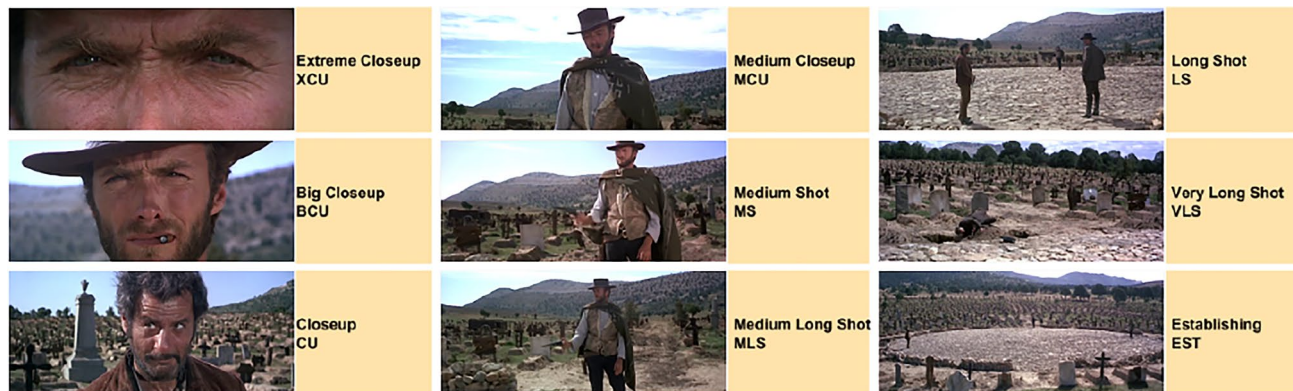 Extreme Closeup
XCU
Big Closeup
BCU
Closeup
CU
Medium Closeup
MCU
Medium Shot
MS
Medium Long Shot
MLS
Long Shot
LS
Very Long Shot
VLS
Establishing
EST